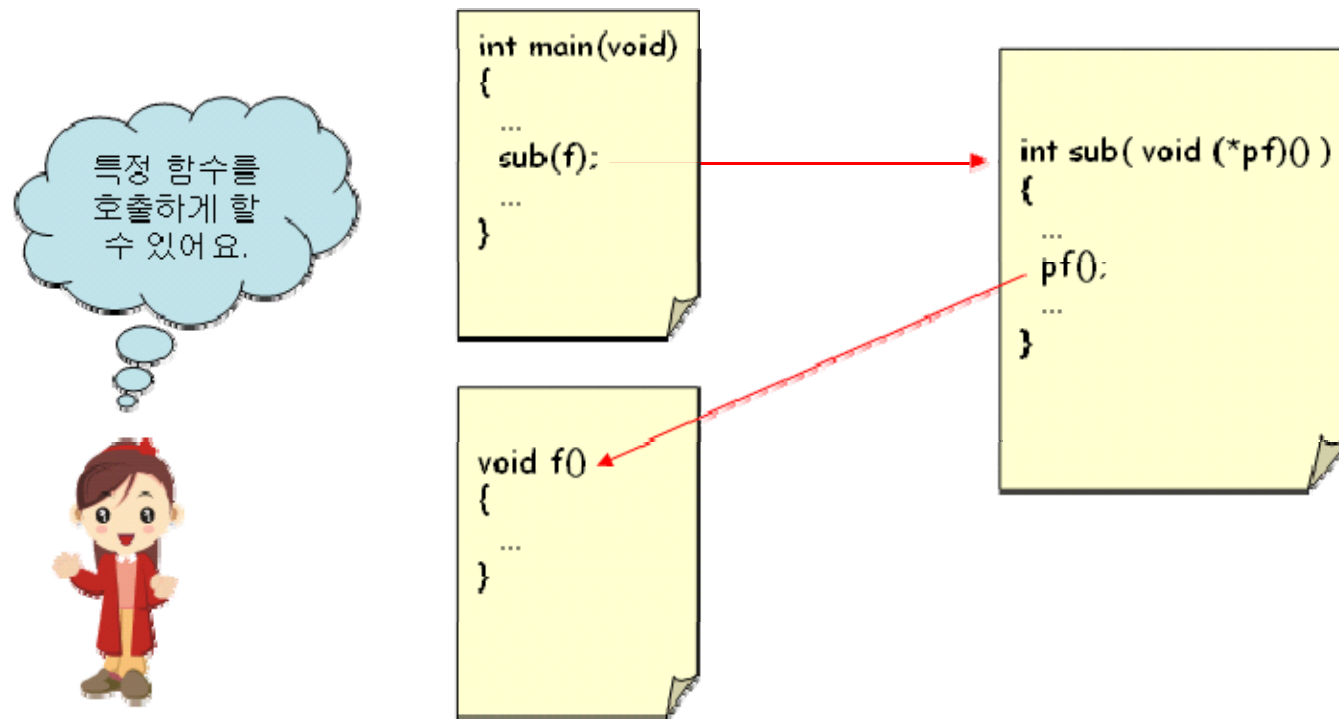 특정 함수를
호출하게 할
수 있어요.
int main(void)
{
...
sub(f);
...
}
void f()
{
...
}
int sub( void (*pf)() )
{
...
pf();
...
}